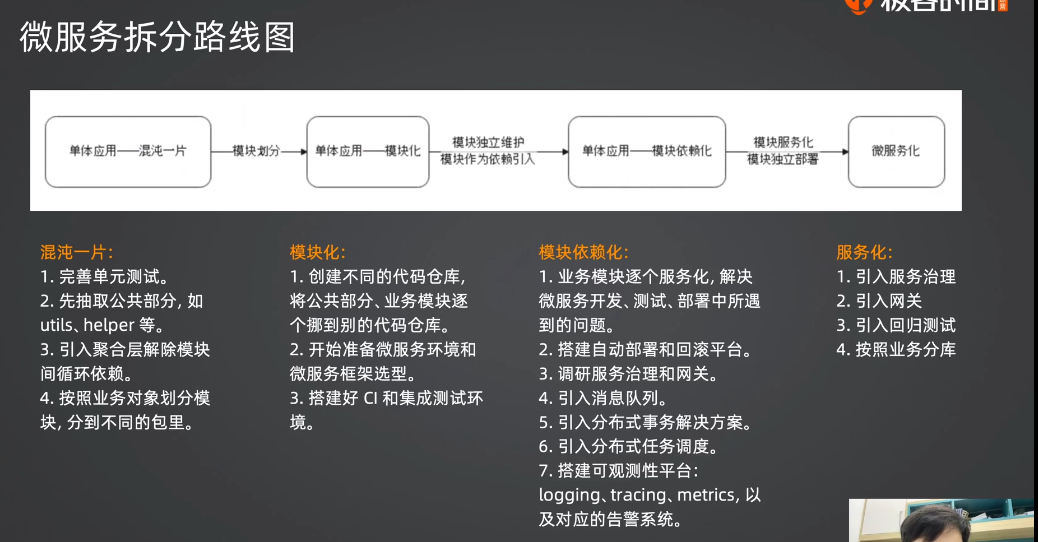 极客时间
微服务拆分路线图
单体应用——混沌一片
模块划分
单体应用——模块化
模块独立维护
模块作为依赖引入
单体应用——模块依赖化
模块服务化
模块独立部署
微服务化
混沌一片:
1. 完善单元测试。
2. 先抽取公共部分, 如
utils、helper 等。
3. 引入聚合层解除模块
间循环依赖。
4. 按照业务对象划分模
块, 分到不同的包里。
模块化:
1. 创建不同的代码仓库,
将公共部分、业务模块逐
个挪到别的代码仓库。
2. 开始准备微服务环境和
微服务框架选型。
3. 搭建好 CI 和集成测试环
境。
模块依赖化:
1. 业务模块逐个服务化, 解决
微服务开发、测试、部署中所遇
到的问题。
2. 搭建自动部署和回滚平台。
3. 调研服务治理和网关。
4. 引入消息队列。
5. 引入分布式事务解决方案。
6. 引入分布式任务调度。
7. 搭建可观测性平台:
logging、tracing、metrics, 以
及对应的告警系统。
服务化:
1. 引入服务治理
2. 引入网关
3. 引入回归测试
4. 按照业务分库